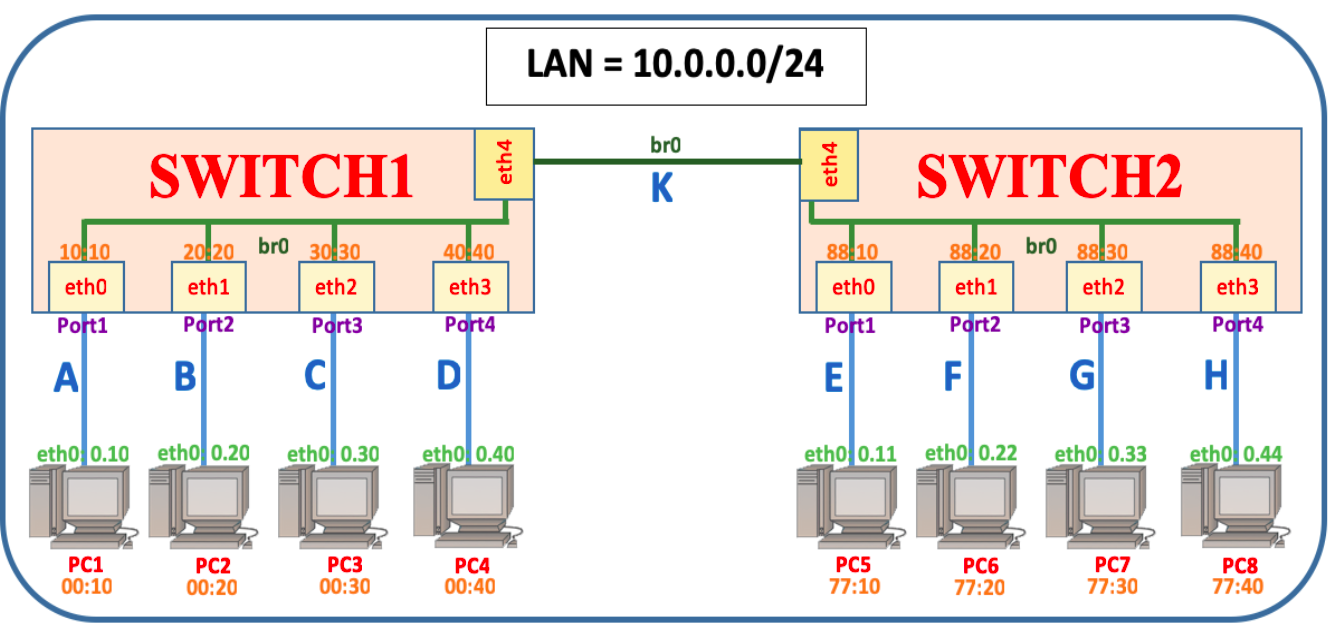 LAN = 10.0.0.0/24
SWITCH1
eth4
br0
K
eth4
SWITCH2
10:10
20:20
br0
30:30
40:40
88:10
88:20
br0
88:30
88:40
eth0
eth1
eth2
eth3
eth0
eth1
eth2
eth3
Port1
Port2
Port3
Port4
Port1
Port2
Port3
Port4
A
B
C
D
E
F
G
H
eth0: 0.10
eth0: 0.20
eth0: 0.30
eth0: 0.40
eth0: 0.11
eth0: 0.22
eth0: 0.33
eth0: 0.44
PC1
PC2
PC3
PC4
PC5
PC6
PC7
PC8
00:10
00:20
00:30
00:40
77:10
77:20
77:30
77:40